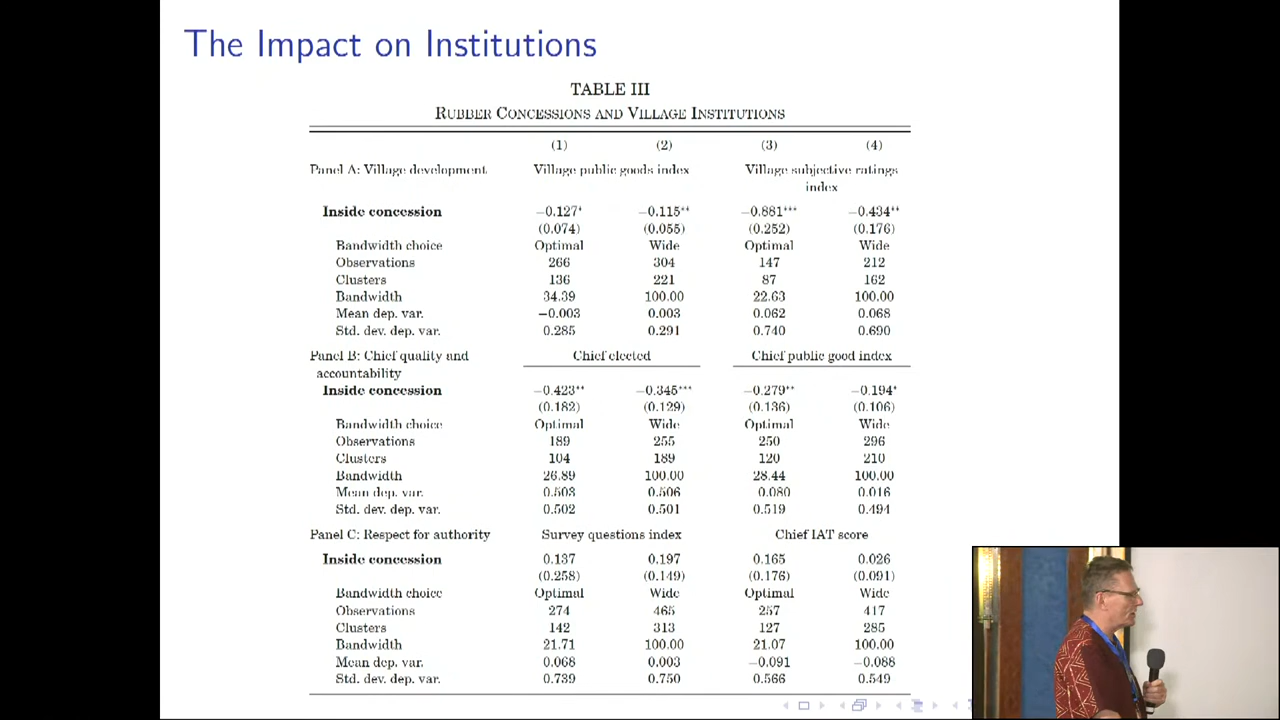 The Impact on Institutions
TABLE III
RUBBER CONCESSIONS AND VILLAGE INSTITUTIONS
(1) (2) (3) (4)
Panel A: Village development Village public goods index Village subjective ratings index
Inside concession −0.127* −0.115** −0.881*** −0.434**
(0.074) (0.055) (0.252) (0.176)
Bandwidth choice Optimal Wide Optimal Wide
Observations 266 304 147 212
Clusters 136 221 87 162
Bandwidth 34.39 100.00 22.63 100.00
Mean dep. var. −0.003 0.003 0.062 0.068
Std. dev. dep. var. 0.285 0.291 0.740 0.690
Panel B: Chief quality and accountability Chief elected Chief public good index
Inside concession −0.423** −0.345*** −0.279** −0.194*
(0.182) (0.129) (0.136) (0.106)
Bandwidth choice Optimal Wide Optimal Wide
Observations 189 255 250 296
Clusters 104 189 120 210
Bandwidth 26.89 100.00 28.44 100.00
Mean dep. var. 0.503 0.506 0.080 0.016
Std. dev. dep. var. 0.502 0.501 0.519 0.494
Panel C: Respect for authority Survey questions index Chief IAT score
Inside concession 0.137 0.197 0.165 0.026
(0.258) (0.149) (0.176) (0.091)
Bandwidth choice Optimal Wide Optimal Wide
Observations 274 465 257 417
Clusters 142 313 127 285
Bandwidth 21.71 100.00 21.07 100.00
Mean dep. var. 0.068 0.003 −0.091 −0.088
Std. dev. dep. var. 0.739 0.750 0.566 0.549